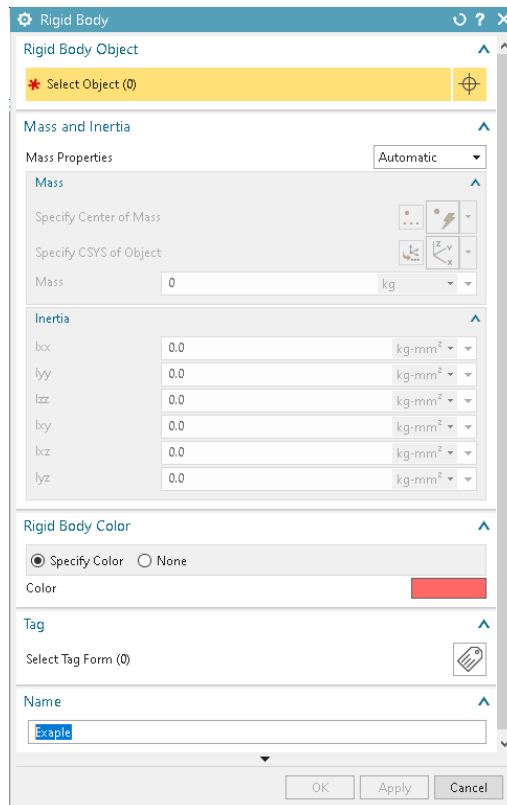 Rigid Body
Rigid Body Object
* Select Object (0)
Mass and Inertia
Mass Properties Automatic
Mass
Specify Center of Mass
Specify CSYS of Object
Mass 0 kg
Inertia
Ixx 0.0 kg-mm²
Iyy 0.0 kg-mm²
Izz 0.0 kg-mm²
Ixy 0.0 kg-mm²
Ixz 0.0 kg-mm²
Iyz 0.0 kg-mm²
Rigid Body Color
Specify Color None
Color
Tag
Select Tag Form (0)
Name
Exaple
OK Apply Cancel